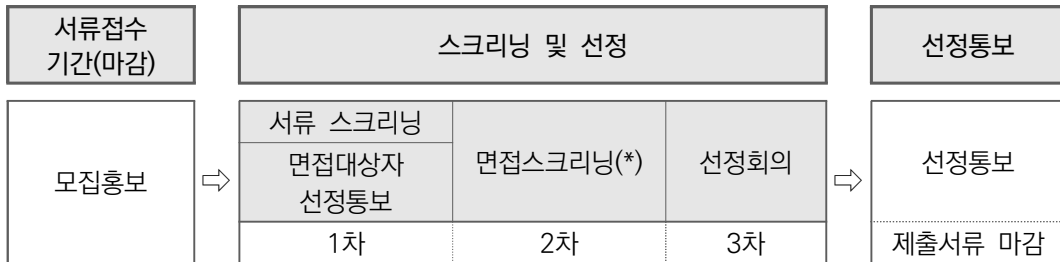 서류접수
기간(마감)
스크리닝 및 선정
선정통보
모집홍보
⇨
서류 스크리닝
면접대상자
선정통보
1차
면접스크리닝(*)
2차
선정회의
3차
⇨
선정통보
제출서류 마감